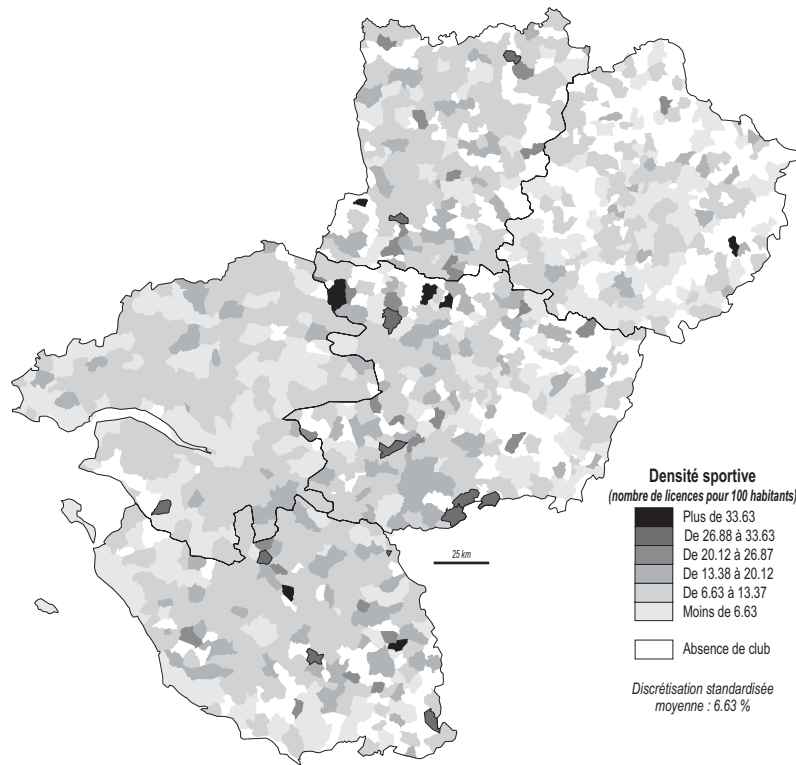 25 km
Densité sportive
(nombre de licences pour 100 habitants)
Plus de 33.63
De 26.88 à 33.63
De 20.12 à 26.87
De 13.38 à 20.12
De 6.63 à 13.37
Moins de 6.63
Absence de club
Discrétisation standardisée
moyenne : 6.63 %